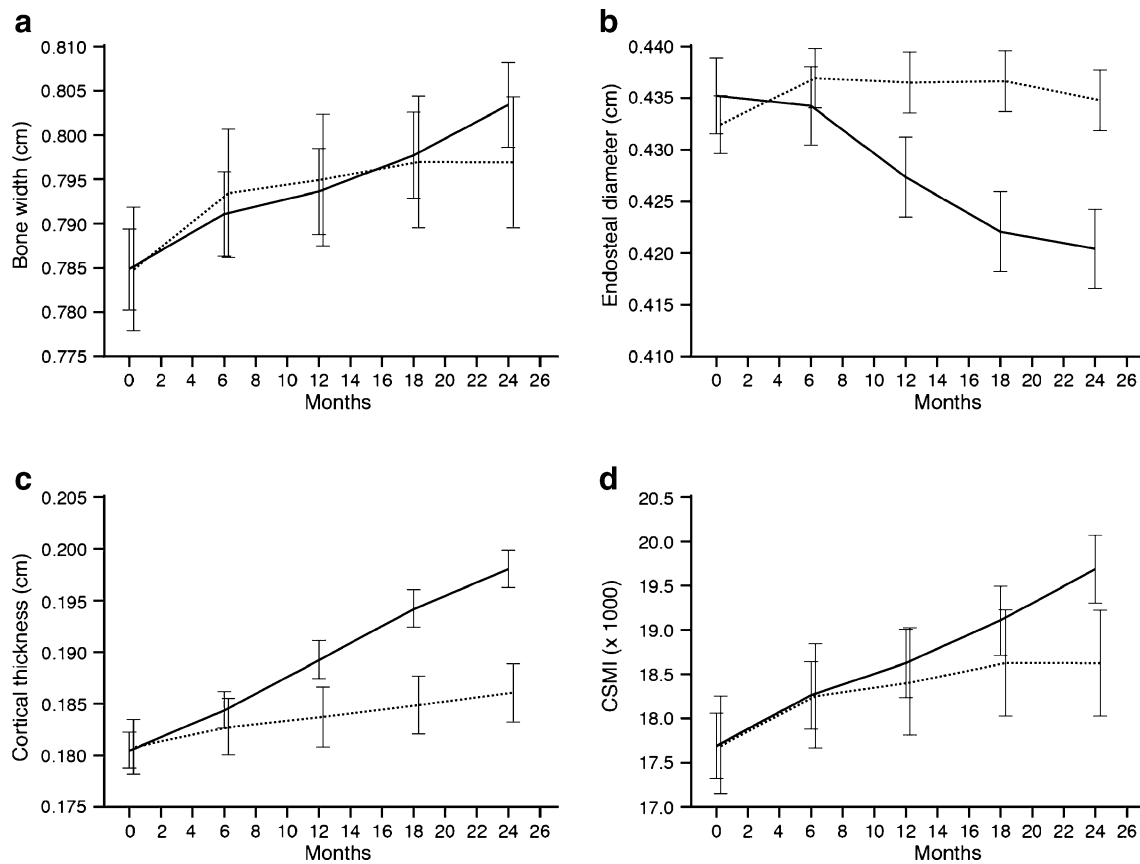 a
0.810
0.805
0.800
0.795
0.790
0.785
0.780
0.775
Bone width (cm)
0 2 4 6 8 10 12 14 16 18 20 22 24 26
Months
b
0.440
0.435
0.430
0.425
0.420
0.415
0.410
Endosteal diameter (cm)
0 2 4 6 8 10 12 14 16 18 20 22 24 26
Months
c
0.205
0.200
0.195
0.190
0.185
0.180
0.175
Cortical thickness (cm)
0 2 4 6 8 10 12 14 16 18 20 22 24 26
Months
d
20.5
20.0
19.5
19.0
18.5
18.0
17.5
17.0
CSMI (x 1000)
0 2 4 6 8 10 12 14 16 18 20 22 24 26
Months